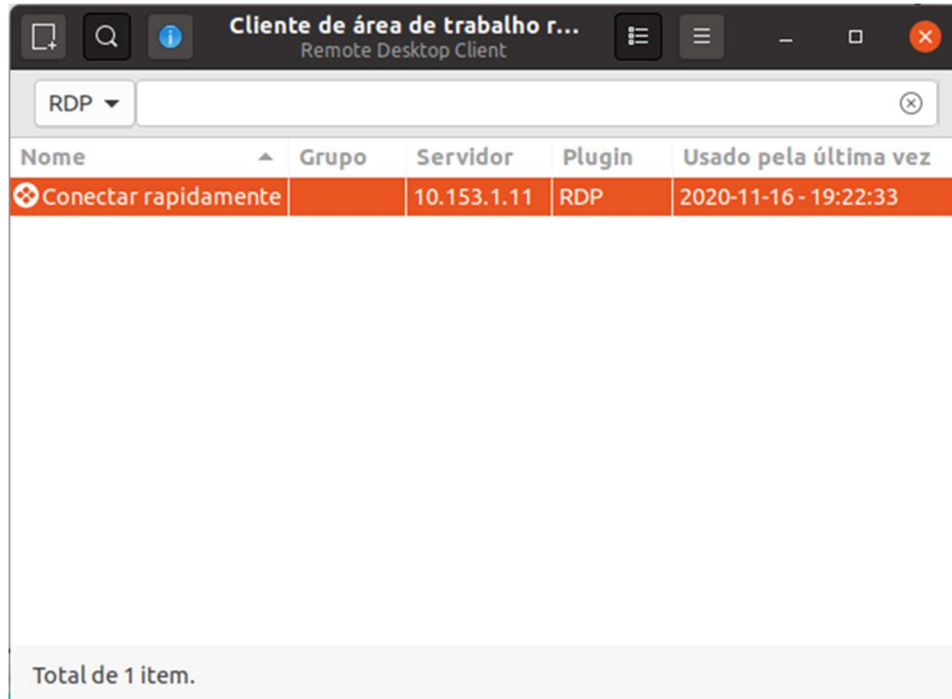 Cliente de área de trabalho r...
Remote Desktop Client
RDP
Nome Grupo Servidor Plugin Usado pela última vez
Conectar rapidamente 10.153.1.11 RDP 2020-11-16 - 19:22:33
Total de 1 item.